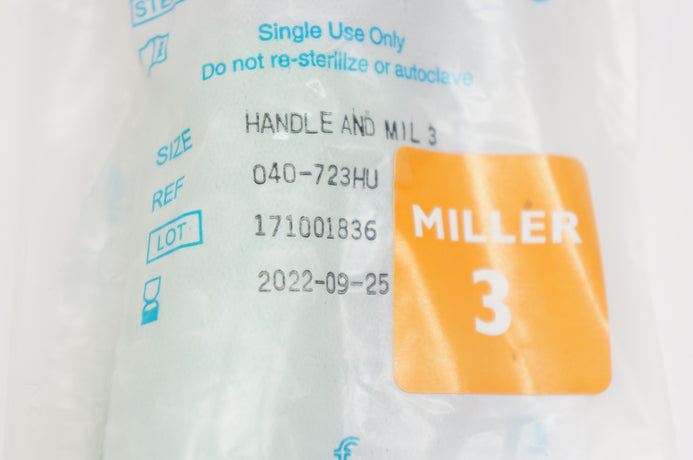 STE
Single Use Only
Do not re-sterilize or autoclave
SIZE HANDLE AND MIL 3
REF 040-723HU
LOT 171001836
2022-09-25
MILLER
3